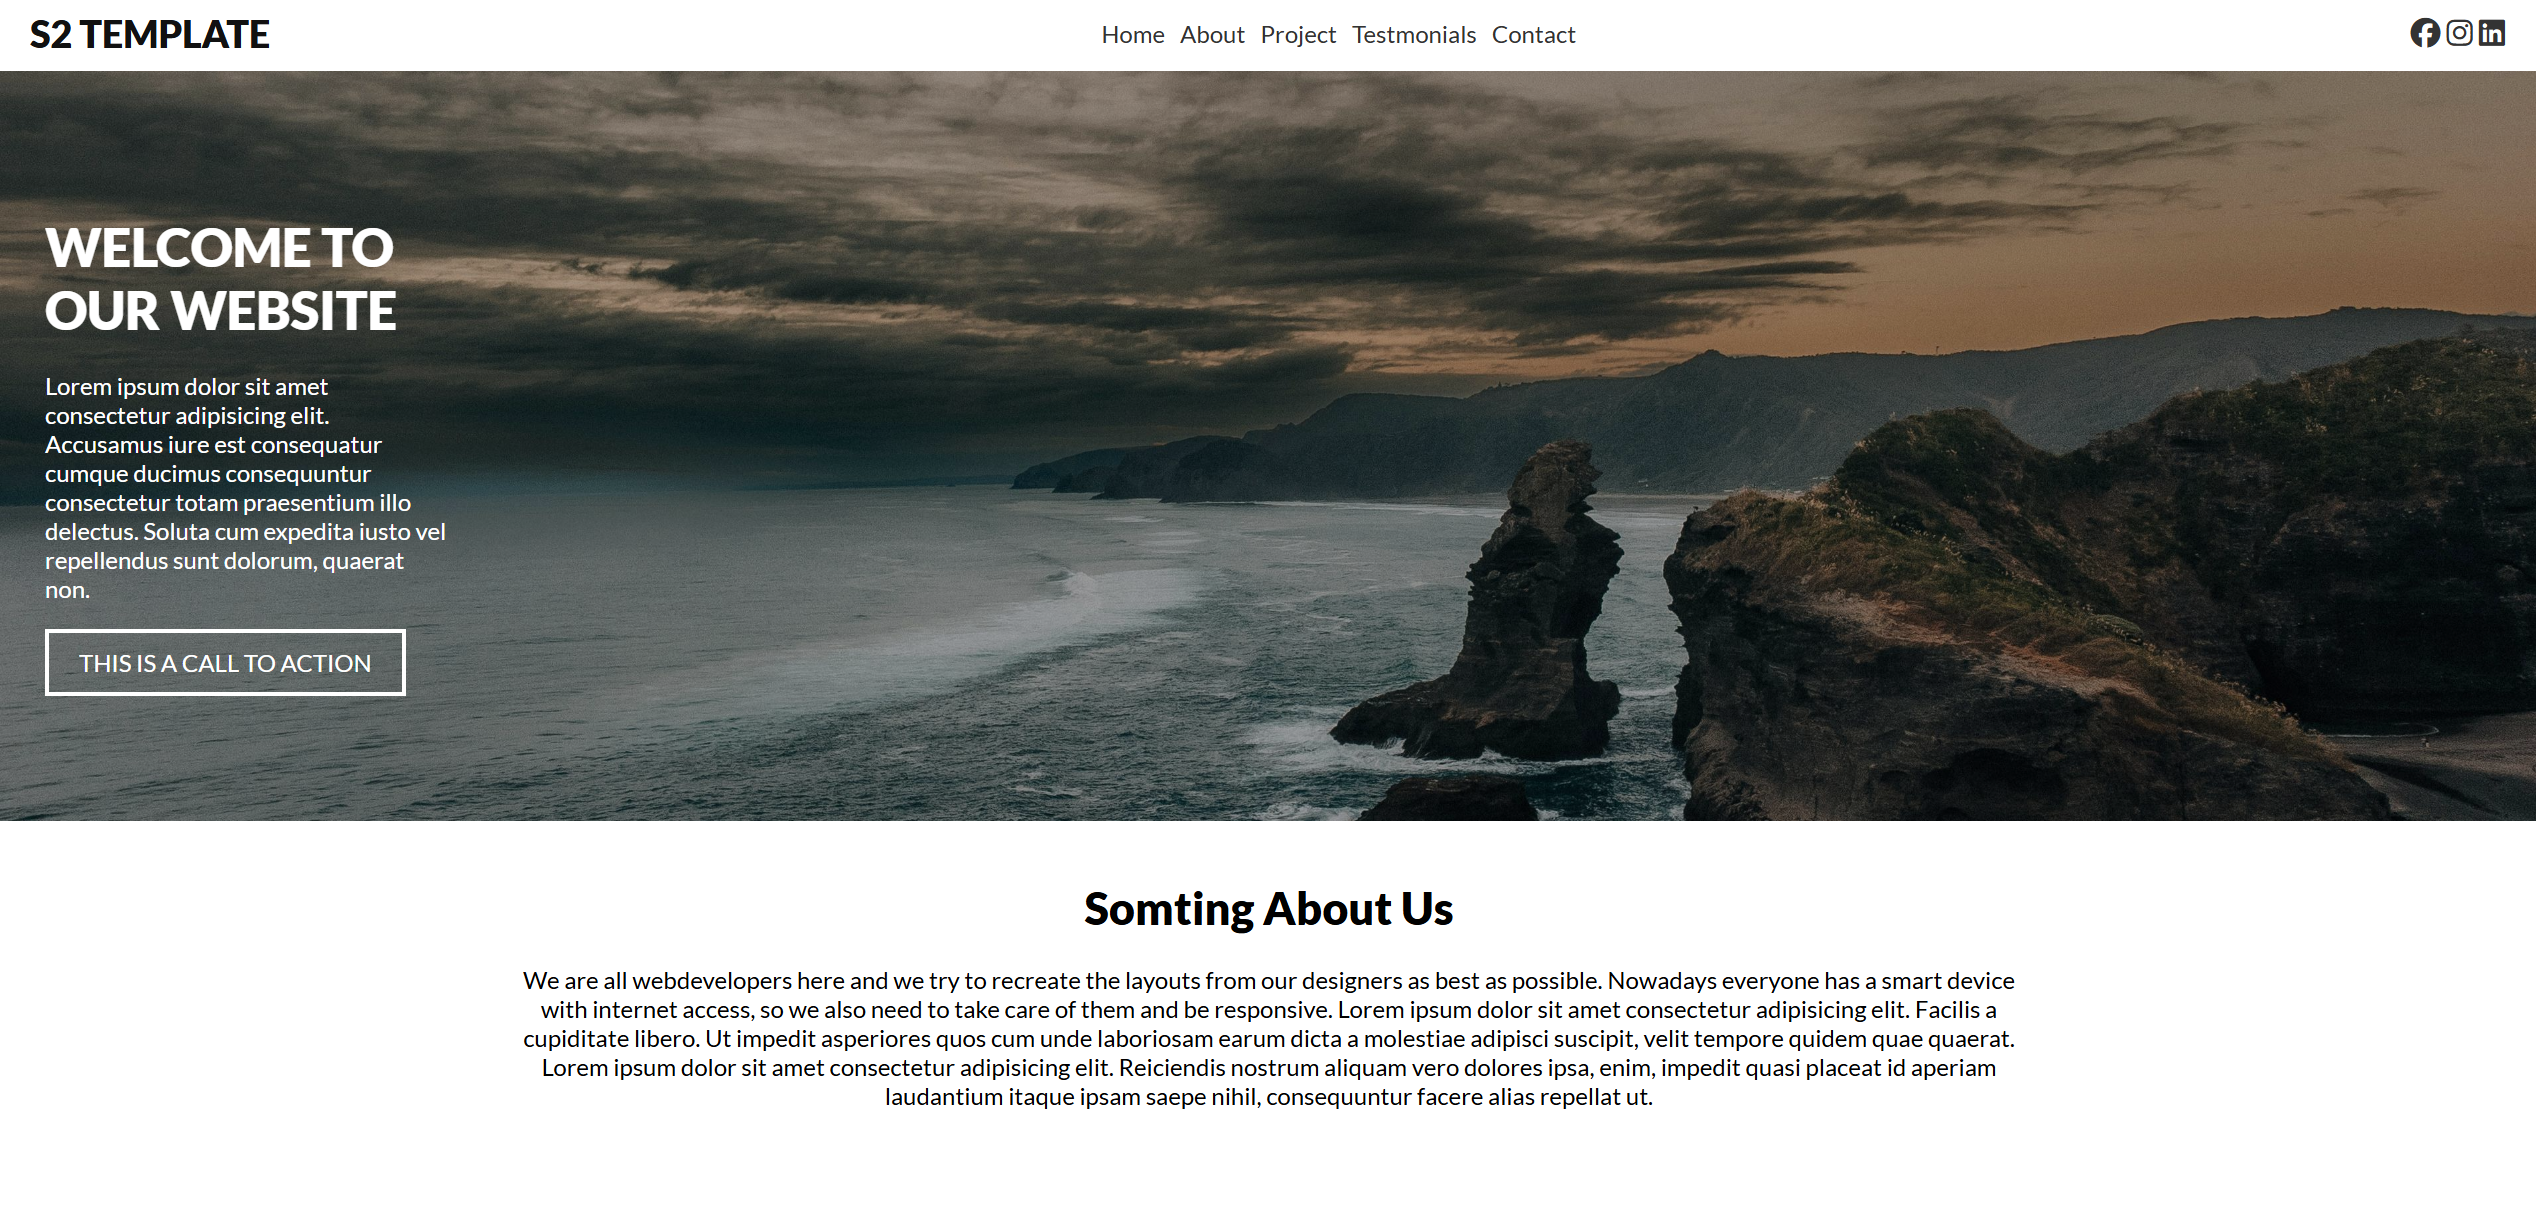 S2 TEMPLATE
Home About Project Testmonials Contact
WELCOME TO
OUR WEBSITE
Lorem ipsum dolor sit amet
consectetur adipisicing elit.
Accusamus iure est consequatur
cumque ducimus consequuntur
consectetur totam praesentium illo
delectus. Soluta cum expedita iusto vel
repellendus sunt dolorum, quaerat
non.
THIS IS A CALL TO ACTION
Somting About Us
We are all webdevelopers here and we try to recreate the layouts from our designers as best as possible. Nowadays everyone has a smart device
with internet access, so we also need to take care of them and be responsive. Lorem ipsum dolor sit amet consectetur adipisicing elit. Facilis a
cupiditate libero. Ut impedit asperiores quos cum unde laboriosam earum dicta a molestiae adipisci suscipit, velit tempore quidem quae quaerat.
Lorem ipsum dolor sit amet consectetur adipisicing elit. Reiciendis nostrum aliquam vero dolores ipsa, enim, impedit quasi placeat id aperiam
laudantium itaque ipsam saepe nihil, consequuntur facere alias repellat ut.